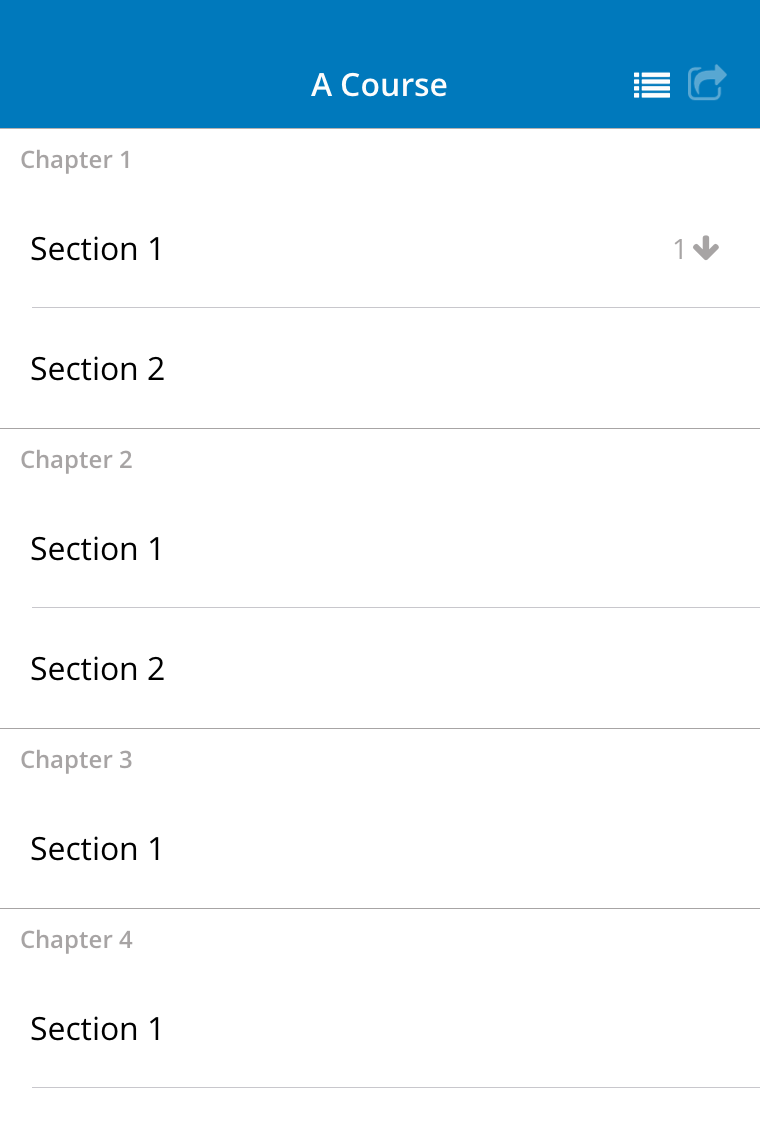 A Course
Chapter 1
Section 1
1
Section 2
Chapter 2
Section 1
Section 2
Chapter 3
Section 1
Chapter 4
Section 1